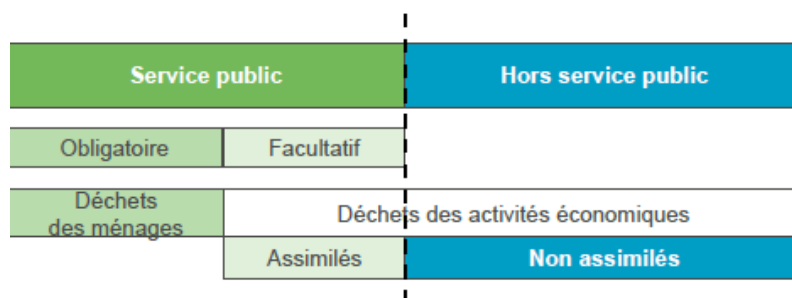 Service public
Hors service public
Obligatoire
Facultatif
Déchets
des ménages
Déchets des activités économiques
Assimilés
Non assimilés